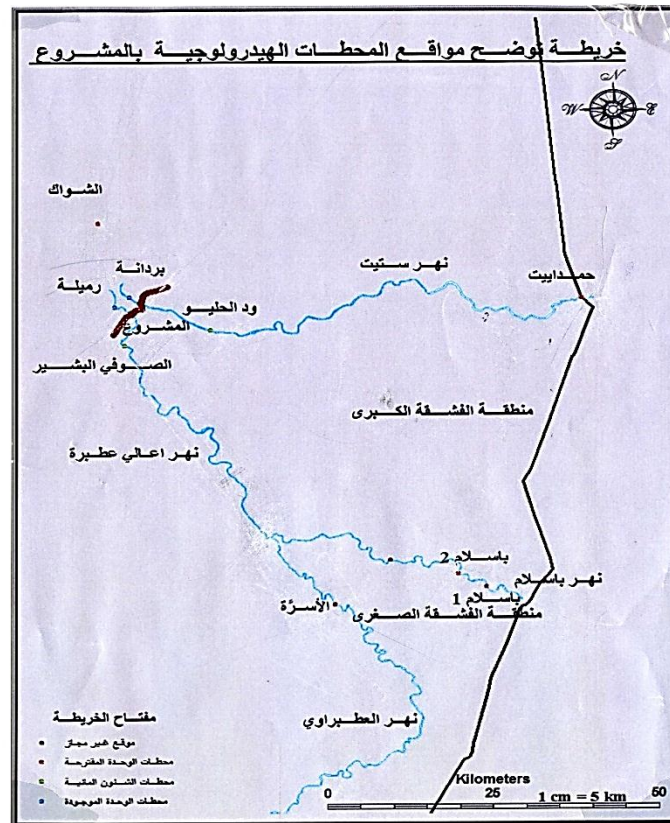 خريطة توضح مواقع المحطات الهيدرولوجية بالمشروع
N
الشواك
بردانة
نهر ستيت
حمداييت
رميلة
ود الحليو
المشروع
الصوفي البشير
منطقة الفشقة الكبرى
نهر اعالي عطبرة
باسلام 2
نهر باسلام
باسلام 1
الأسرة
منطقة الفشقة الصغرى
نهر العطبراوي
مفتاح الخريطة
موقع غير مجاز
محطات الوحدة المقترحة
محطات الشئون المائية
محطات الوحدة الموجودة
Kilometers
0 25 50
1 cm = 5 km